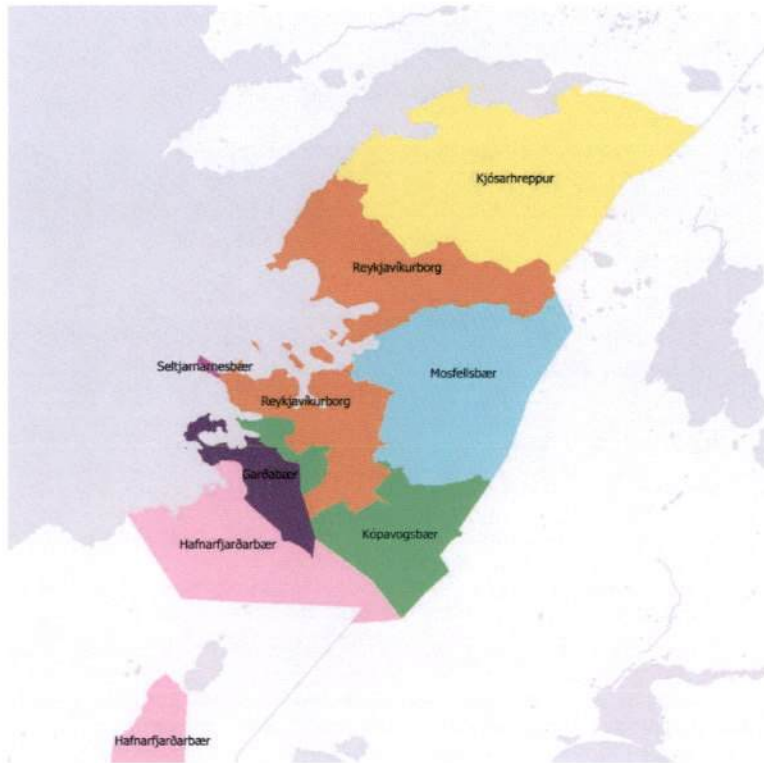 Kjósarhreppur
Reykjavíkurborg
Seltjarnarnesbær
Mosfellsbær
Reykjavíkurborg
Garðabær
Kópavogsbær
Hafnarfjarðarbær
Hafnarfjarðarbær